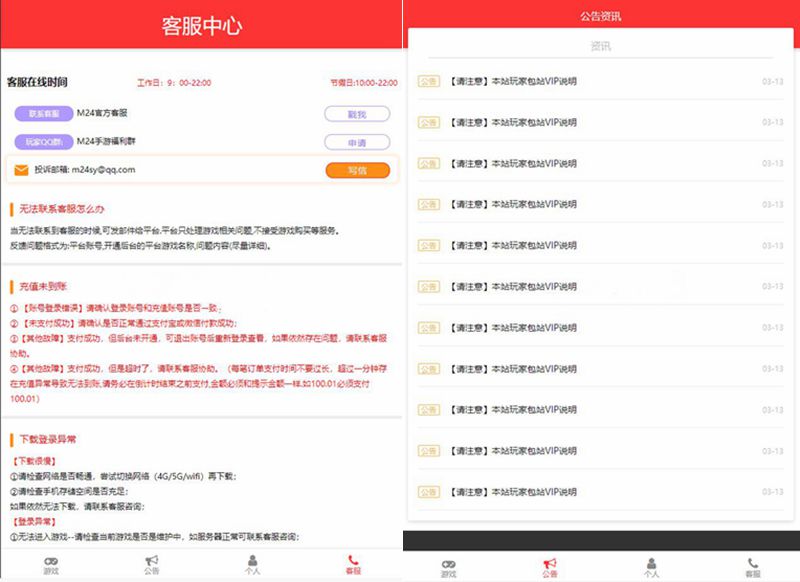 客服中心
客服在线时间
工作日：9：00-22:00
节假日:10:00-22:00
联系客服
M24官方客服
戳我
玩家QQ群:
M24手游福利群
申请
投诉邮箱: m24sy@qq.com
写信
无法联系客服怎么办
当无法联系到客服的时候,可发邮件给平台,平台只处理游戏相关问题,不接受游戏购买等服务。
反馈问题格式为:平台账号,开通后台的平台游戏名称,问题内容(尽量详细)。
充值未到账
①【账号登录错误】请确认登录账号和充值账号是否一致；
②【未支付成功】请确认是否正常通过支付宝或微信付款成功；
③【其他故障】支付成功，但后台未开通，可退出账号后重新登录查看，如果依然存在问题，请联系客服
协助。
④【其他故障】支付成功，但是超时了，请联系客服协助。（每笔订单支付时间不要过长，超过一分钟存
在充值异常导致无法到账,请务必在倒计时结束之前支付,金额必须和提示金额一样,如100.01必须支付
100.01）
下载登录异常
【下载很慢】
①请检查网络是否畅通，尝试切换网络（4G/5G/wifi）再下载；
②请检查手机存储空间是否充足；
如果依然无法下载，请联系客服咨询；
【登录异常】
①无法进入游戏--请检查当前游戏是否是维护中，如服务器正常可联系客服咨询；
游戏
公告
个人
客服
公告资讯
资讯
公告 【请注意】本站玩家包站VIP说明 03-13
公告 【请注意】本站玩家包站VIP说明 03-13
公告 【请注意】本站玩家包站VIP说明 03-13
公告 【请注意】本站玩家包站VIP说明 03-13
公告 【请注意】本站玩家包站VIP说明 03-13
公告 【请注意】本站玩家包站VIP说明 03-13
公告 【请注意】本站玩家包站VIP说明 03-13
公告 【请注意】本站玩家包站VIP说明 03-13
公告 【请注意】本站玩家包站VIP说明 03-13
公告 【请注意】本站玩家包站VIP说明 03-13
公告 【请注意】本站玩家包站VIP说明 03-13
游戏
公告
个人
客服